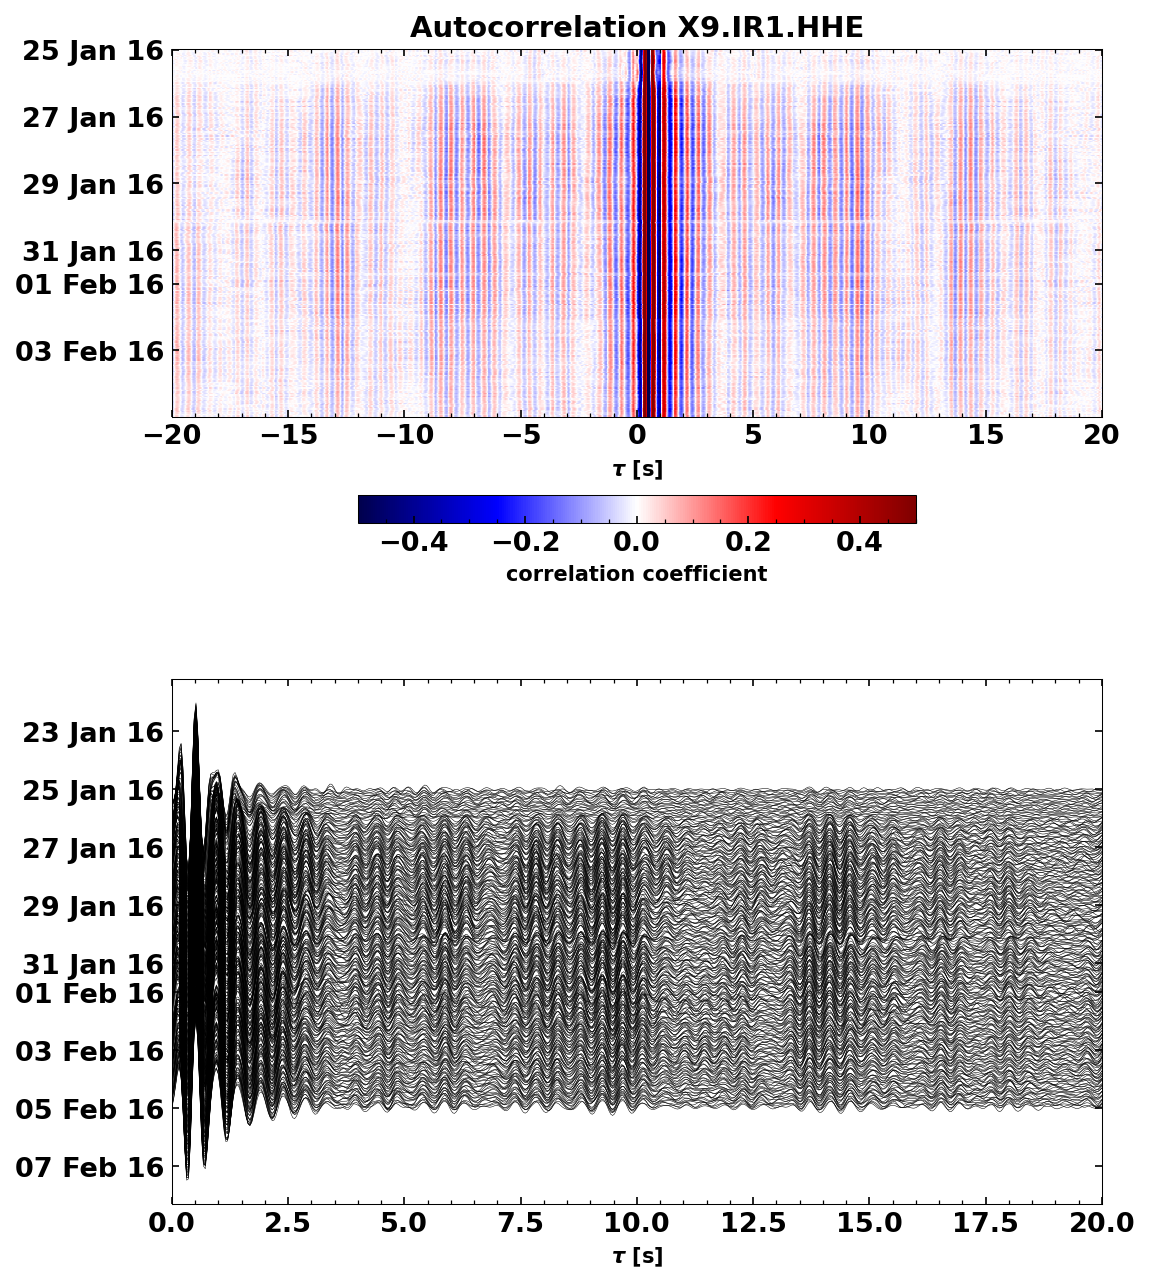 Autocorrelation X9.IR1.HHE
25 Jan 16
27 Jan 16
29 Jan 16
31 Jan 16
01 Feb 16
03 Feb 16
−20 −15 −10 −5 0 5 10 15 20
τ [s]
−0.4 −0.2 0.0 0.2 0.4
correlation coefficient
23 Jan 16
25 Jan 16
27 Jan 16
29 Jan 16
31 Jan 16
01 Feb 16
03 Feb 16
05 Feb 16
07 Feb 16
0.0 2.5 5.0 7.5 10.0 12.5 15.0 17.5 20.0
τ [s]